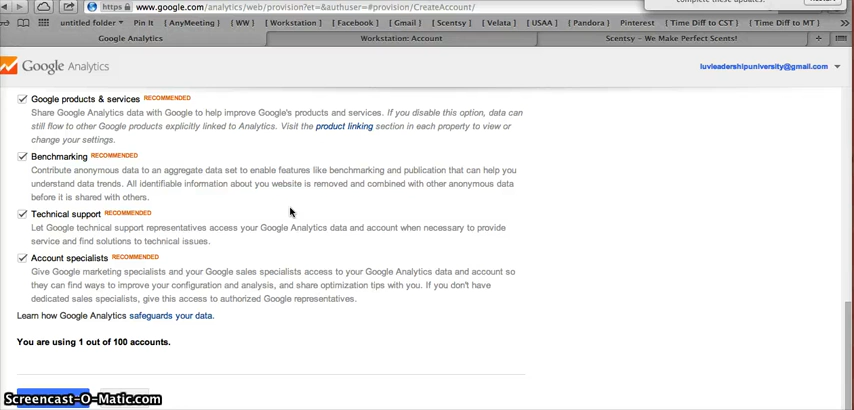 complete these updates.
Restart
https www.google.com/analytics/web/provision?et=&authuser=#provision/CreateAccount/
untitled folder Pin It [ AnyMeeting ] [ WW ] [ Workstation ] [ Facebook ] [ Gmail ] [ Scentsy ] [ Velata ] [ USAA ] [ Pandora ] Pinterest [ Time Diff to CST ] [ Time Diff to MT ]
Google Analytics Workstation: Account Scentsy - We Make Perfect Scents!
Google Analytics
luvleadershipuniversity@gmail.com
Google products & services RECOMMENDED
Share Google Analytics data with Google to help improve Google's products and services. If you disable this option, data can
still flow to other Google products explicitly linked to Analytics. Visit the product linking section in each property to view or
change your settings.
Benchmarking RECOMMENDED
Contribute anonymous data to an aggregate data set to enable features like benchmarking and publication that can help you
understand data trends. All identifiable information about you website is removed and combined with other anonymous data
before it is shared with others.
Technical support RECOMMENDED
Let Google technical support representatives access your Google Analytics data and account when necessary to provide
service and find solutions to technical issues.
Account specialists RECOMMENDED
Give Google marketing specialists and your Google sales specialists access to your Google Analytics data and account so
they can find ways to improve your configuration and analysis, and share optimization tips with you. If you don't have
dedicated sales specialists, give this access to authorized Google representatives.
Learn how Google Analytics safeguards your data.
You are using 1 out of 100 accounts.
Screencast-O-Matic.com